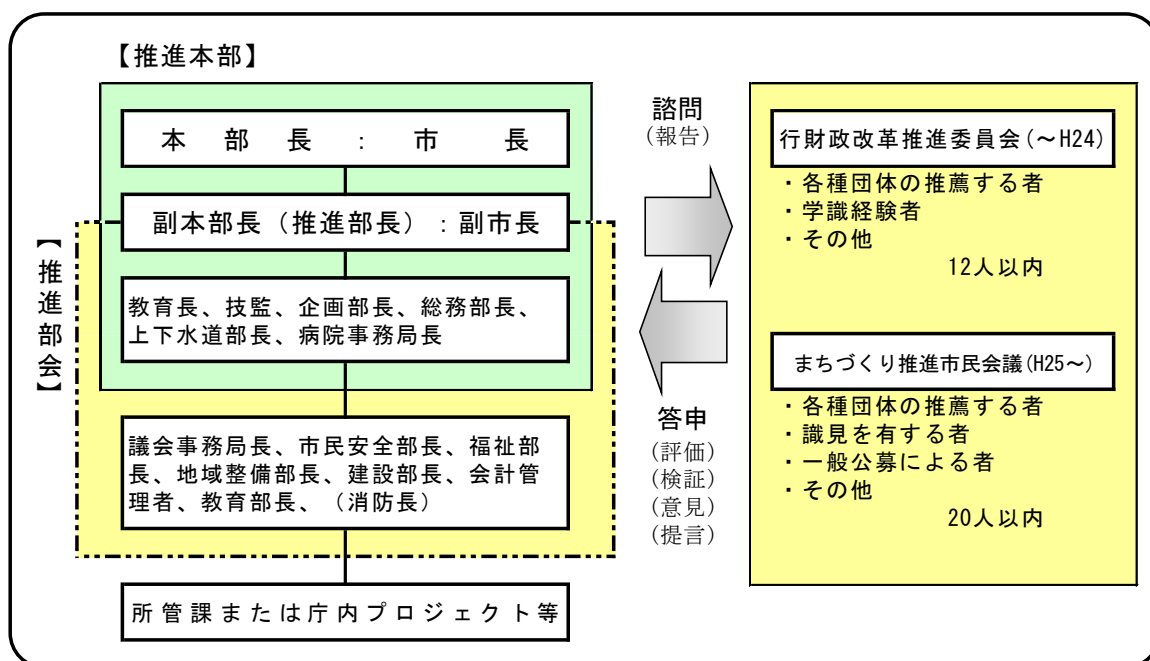 【推進本部】
本部長：市長
副本部長（推進部長）：副市長
【推進部会】
教育長、技監、企画部長、総務部長、
上下水道部長、病院事務局長
議会事務局長、市民安全部長、福祉部
長、地域整備部長、建設部長、会計管
理者、教育部長、（消防長）
所管課または庁内プロジェクト等
諮問
（報告）
答申
（評価）
（検証）
（意見）
（提言）
行財政改革推進委員会(～H24)
・各種団体の推薦する者
・学識経験者
・その他
12人以内
まちづくり推進市民会議(H25～)
・各種団体の推薦する者
・識見を有する者
・一般公募による者
・その他
20人以内